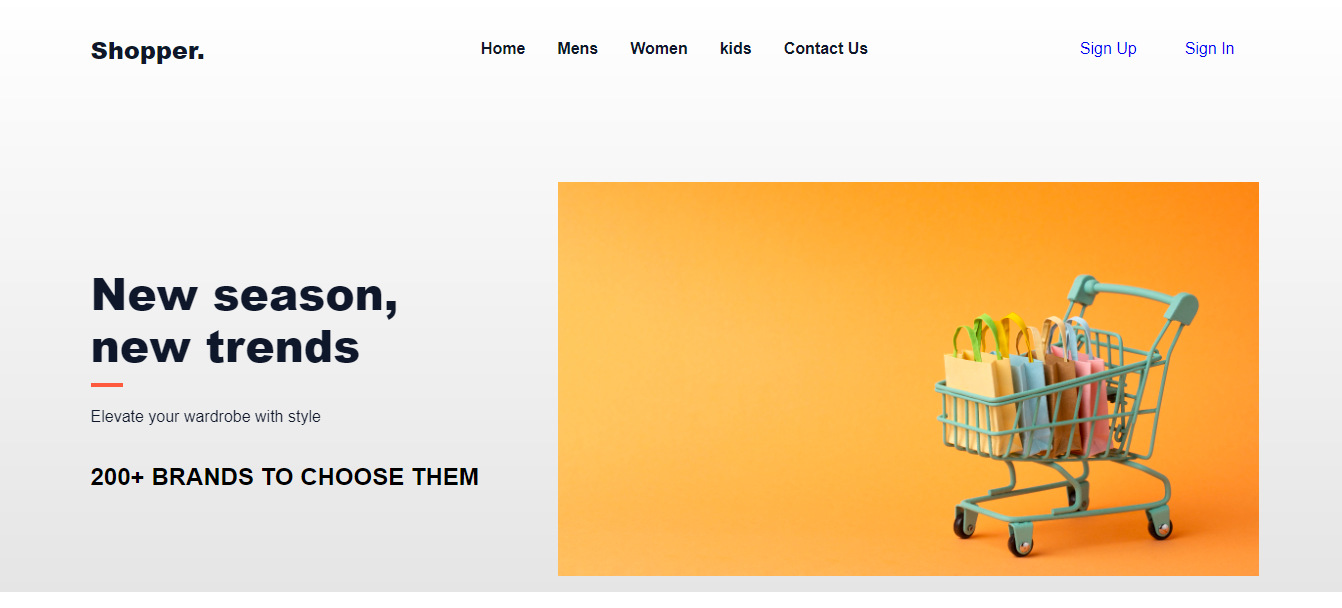 Shopper.
Home Mens Women kids Contact Us
Sign Up Sign In
New season,
new trends
Elevate your wardrobe with style
200+ BRANDS TO CHOOSE THEM